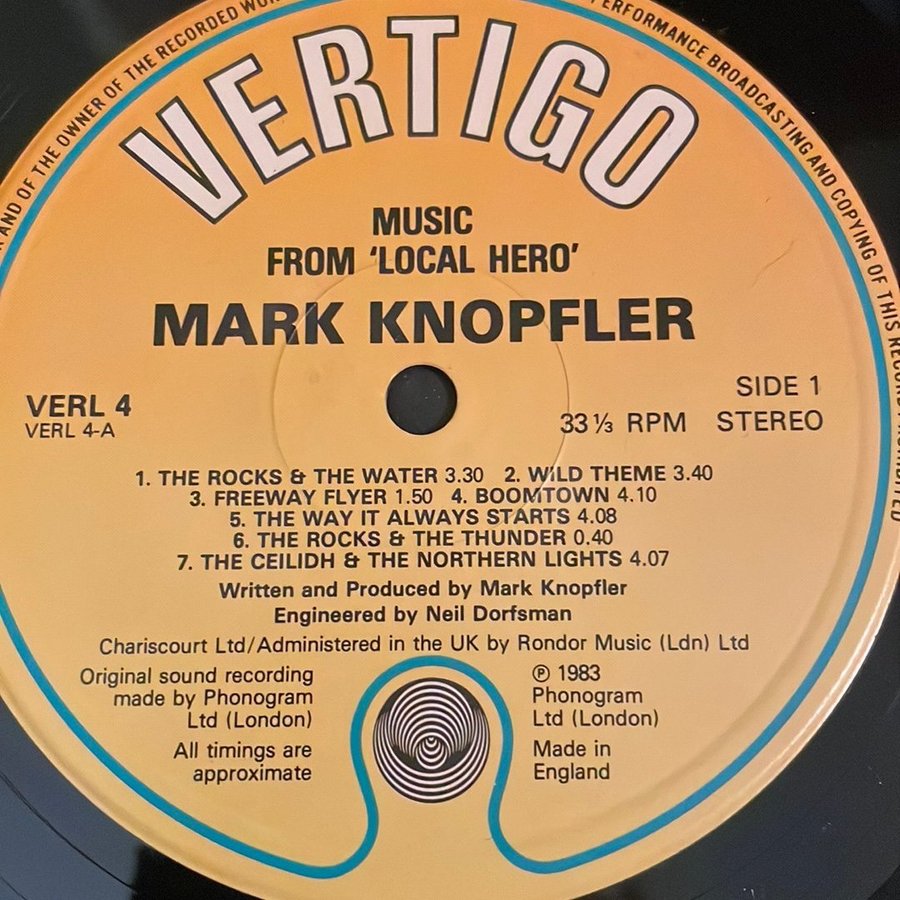 AND OF THE OWNER OF THE RECORDED
PERFORMANCE BROADCASTING AND COPYING OF THIS RECORD PROHIBITED
VERTIGO
MUSIC
FROM ‘LOCAL HERO’
MARK KNOPFLER
VERL 4
VERL 4-A
SIDE 1
33 ⅓ RPM STEREO
1. THE ROCKS & THE WATER 3.30 2. WILD THEME 3.40
3. FREEWAY FLYER 1.50 4. BOOMTOWN 4.10
5. THE WAY IT ALWAYS STARTS 4.08
6. THE ROCKS & THE THUNDER 0.40
7. THE CEILIDH & THE NORTHERN LIGHTS 4.07
Written and Produced by Mark Knopfler
Engineered by Neil Dorfsman
Chariscourt Ltd/Administered in the UK by Rondor Music (Ldn) Ltd
Original sound recording
made by Phonogram
Ltd (London)
All timings are
approximate
℗ 1983
Phonogram
Ltd (London)
Made in
England